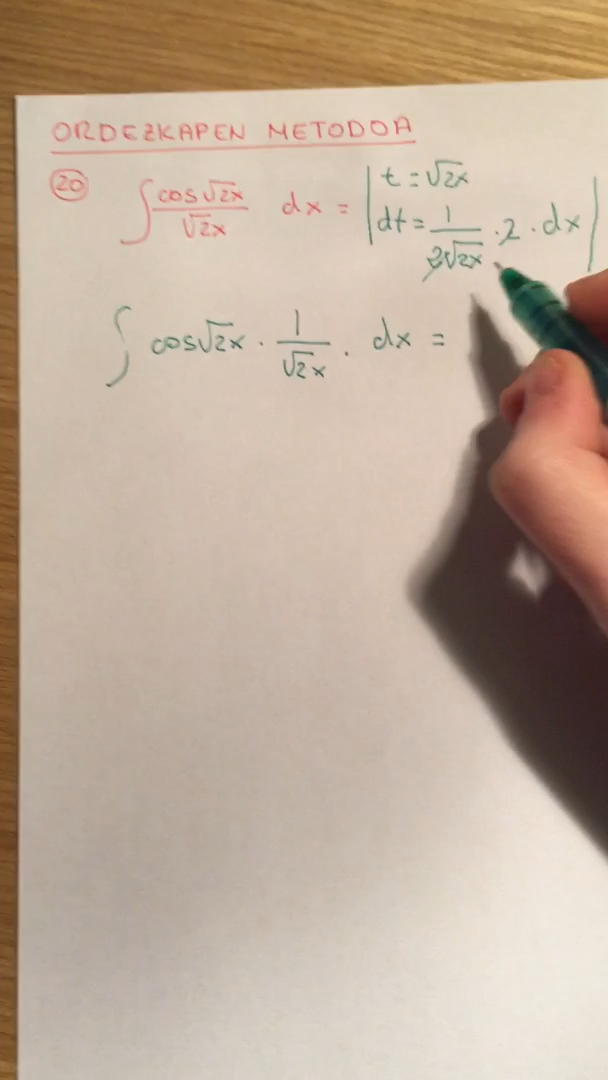 ORDEZKAPEN METODOA
20 ∫ cos√2x / √2x dx = | t = √2x
dt = 1 / 2√2x · 2 · dx |
∫ cos√2x · 1 / √2x · dx =